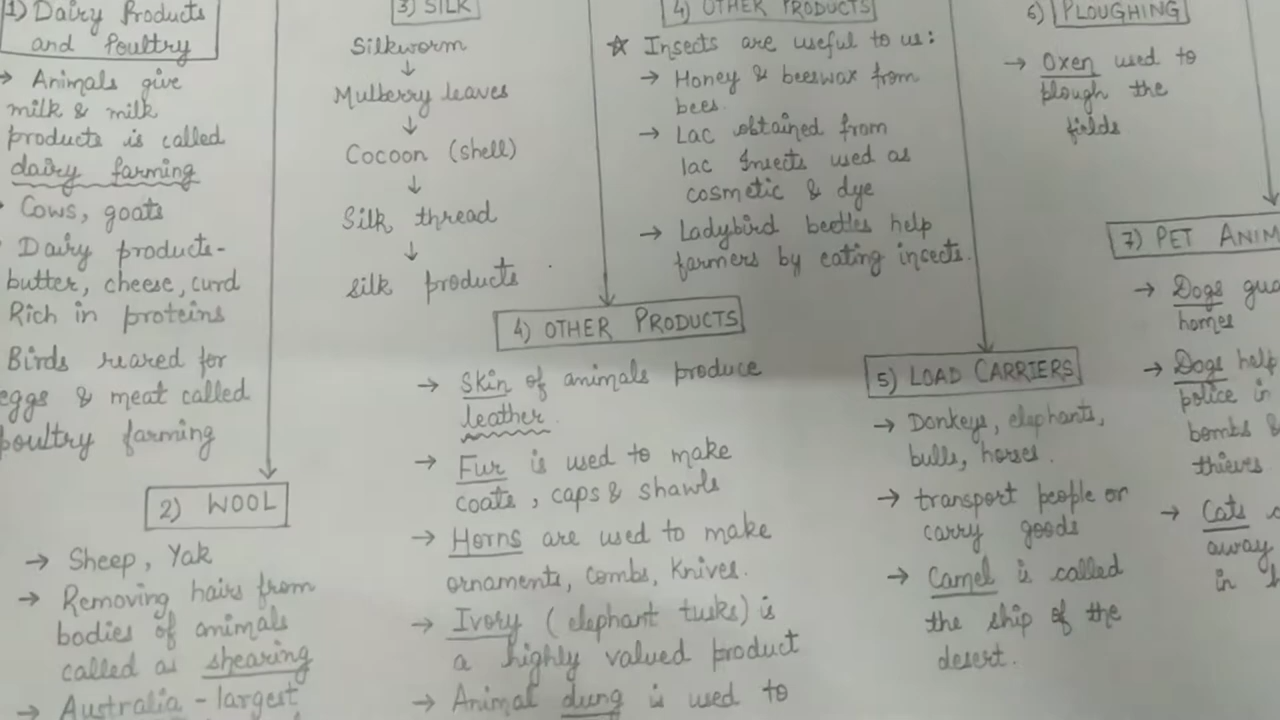 1) Dairy Products
and Poultry
→ Animals give
milk & milk
products is called
dairy farming
Cows, goats
Dairy products-
butter, cheese, curd
Rich in proteins
Birds reared for
eggs & meat called
poultry farming
2) WOOL
→ Sheep, Yak
→ Removing hairs from
bodies of animals
called as shearing
→ Australia - largest
3) SILK
Silkworm
↓
Mulberry leaves
↓
Cocoon (shell)
↓
Silk thread
↓
silk products
4) OTHER PRODUCTS
☆ Insects are useful to us:
→ Honey & beeswax from
bees.
→ Lac obtained from
lac Insects used as
cosmetic & dye
→ Ladybird beetles help
farmers by eating insects.
4) OTHER PRODUCTS
→ Skin of animals produce
leather.
→ Fur is used to make
coats, caps & shawls
→ Horns are used to make
ornaments, Combs, Knives.
→ Ivory (elephant tusks) is
a highly valued product
→ Animal dung is used to
5) LOAD CARRIERS
→ Donkeys, elephants,
bulls, horses.
→ transport people or
carry goods
→ Camel is called
the ship of the
desert.
6) PLOUGHING
→ Oxen used to
plough the
fields.
7) PET
→ Dogs
homes
→ Dogs help
police in
bombs &
thieves.
→ Cats
away
in